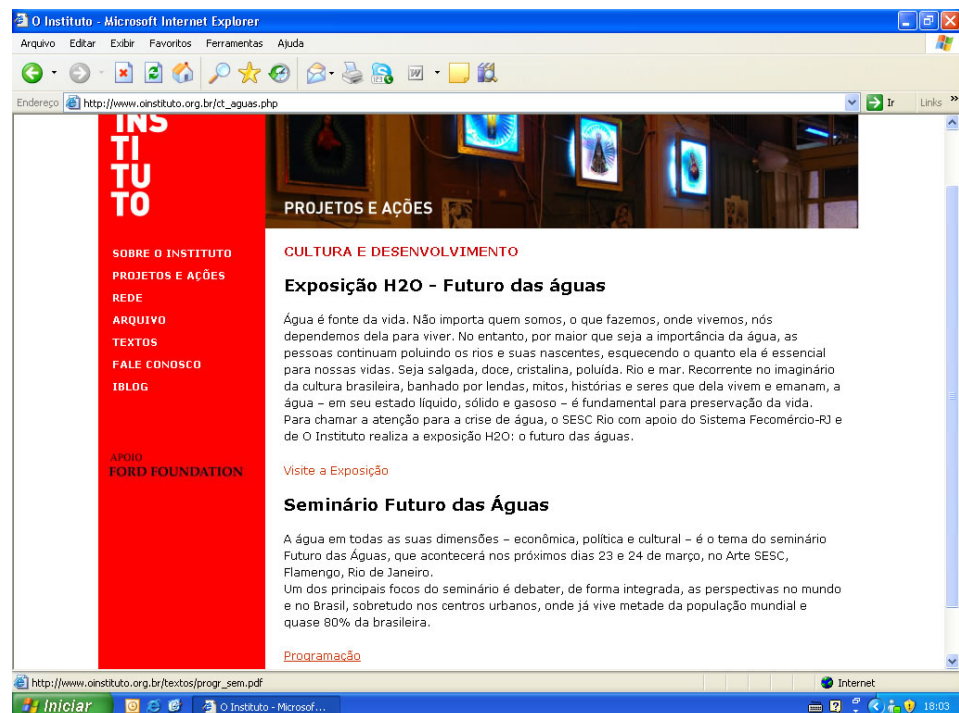 O Instituto - Microsoft Internet Explorer
Arquivo Editar Exibir Favoritos Ferramentas Ajuda
Endereço http://www.oinstituto.org.br/ct_aguas.php Ir Links »
INS
TI
TU
TO
PROJETOS E AÇÕES
SOBRE O INSTITUTO
PROJETOS E AÇÕES
REDE
ARQUIVO
TEXTOS
FALE CONOSCO
IBLOG
APOIO
FORD FOUNDATION
CULTURA E DESENVOLVIMENTO
Exposição H2O - Futuro das águas
Água é fonte da vida. Não importa quem somos, o que fazemos, onde vivemos, nós
dependemos dela para viver. No entanto, por maior que seja a importância da água, as
pessoas continuam poluindo os rios e suas nascentes, esquecendo o quanto ela é essencial
para nossas vidas. Seja salgada, doce, cristalina, poluída. Rio e mar. Recorrente no imaginário
da cultura brasileira, banhado por lendas, mitos, histórias e seres que dela vivem e emanam, a
água – em seu estado líquido, sólido e gasoso – é fundamental para preservação da vida.
Para chamar a atenção para a crise de água, o SESC Rio com apoio do Sistema Fecomércio-RJ e
de O Instituto realiza a exposição H2O: o futuro das águas.
Visite a Exposição
Seminário Futuro das Águas
A água em todas as suas dimensões – econômica, política e cultural – é o tema do seminário
Futuro das Águas, que acontecerá nos próximos dias 23 e 24 de março, no Arte SESC,
Flamengo, Rio de Janeiro.
Um dos principais focos do seminário é debater, de forma integrada, as perspectivas no mundo
e no Brasil, sobretudo nos centros urbanos, onde já vive metade da população mundial e
quase 80% da brasileira.
Programação
http://www.oinstituto.org.br/textos/progr_sem.pdf Internet
Iniciar O Instituto - Microsof... 18:03